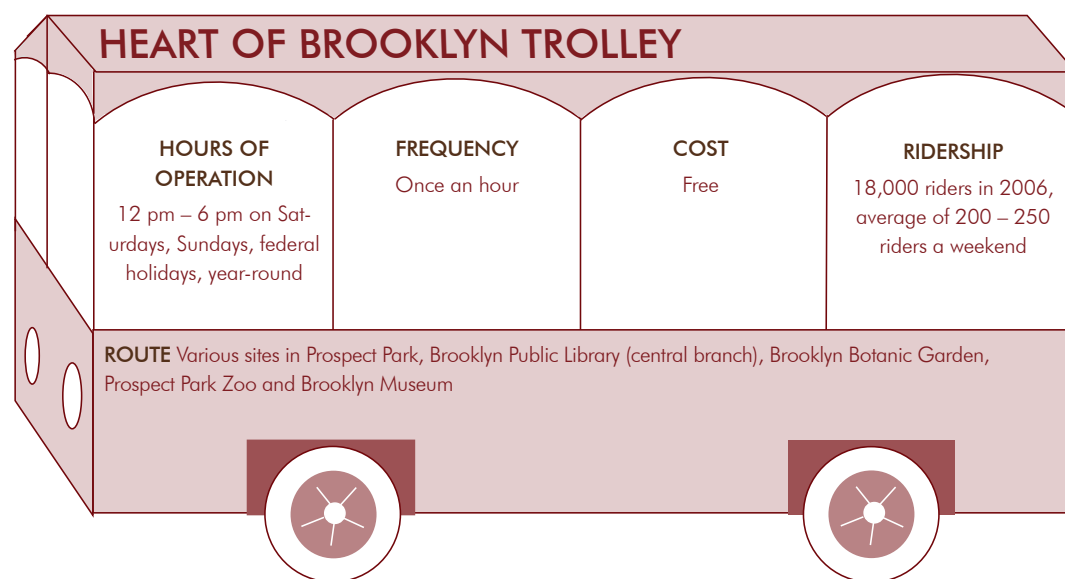 HEART OF BROOKLYN TROLLEY
HOURS OF
OPERATION
12 pm – 6 pm on Sat-
urdays, Sundays, federal
holidays, year-round
FREQUENCY
Once an hour
COST
Free
RIDERSHIP
18,000 riders in 2006,
average of 200 – 250
riders a weekend
ROUTE Various sites in Prospect Park, Brooklyn Public Library (central branch), Brooklyn Botanic Garden,
Prospect Park Zoo and Brooklyn Museum